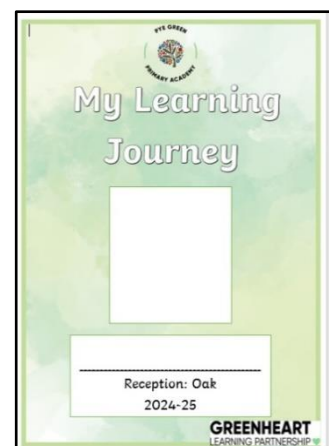 PYE GREEN
PRIMARY ACADEMY
My Learning
Journey
Reception: Oak
2024-25
GREENHEART
LEARNING PARTNERSHIP